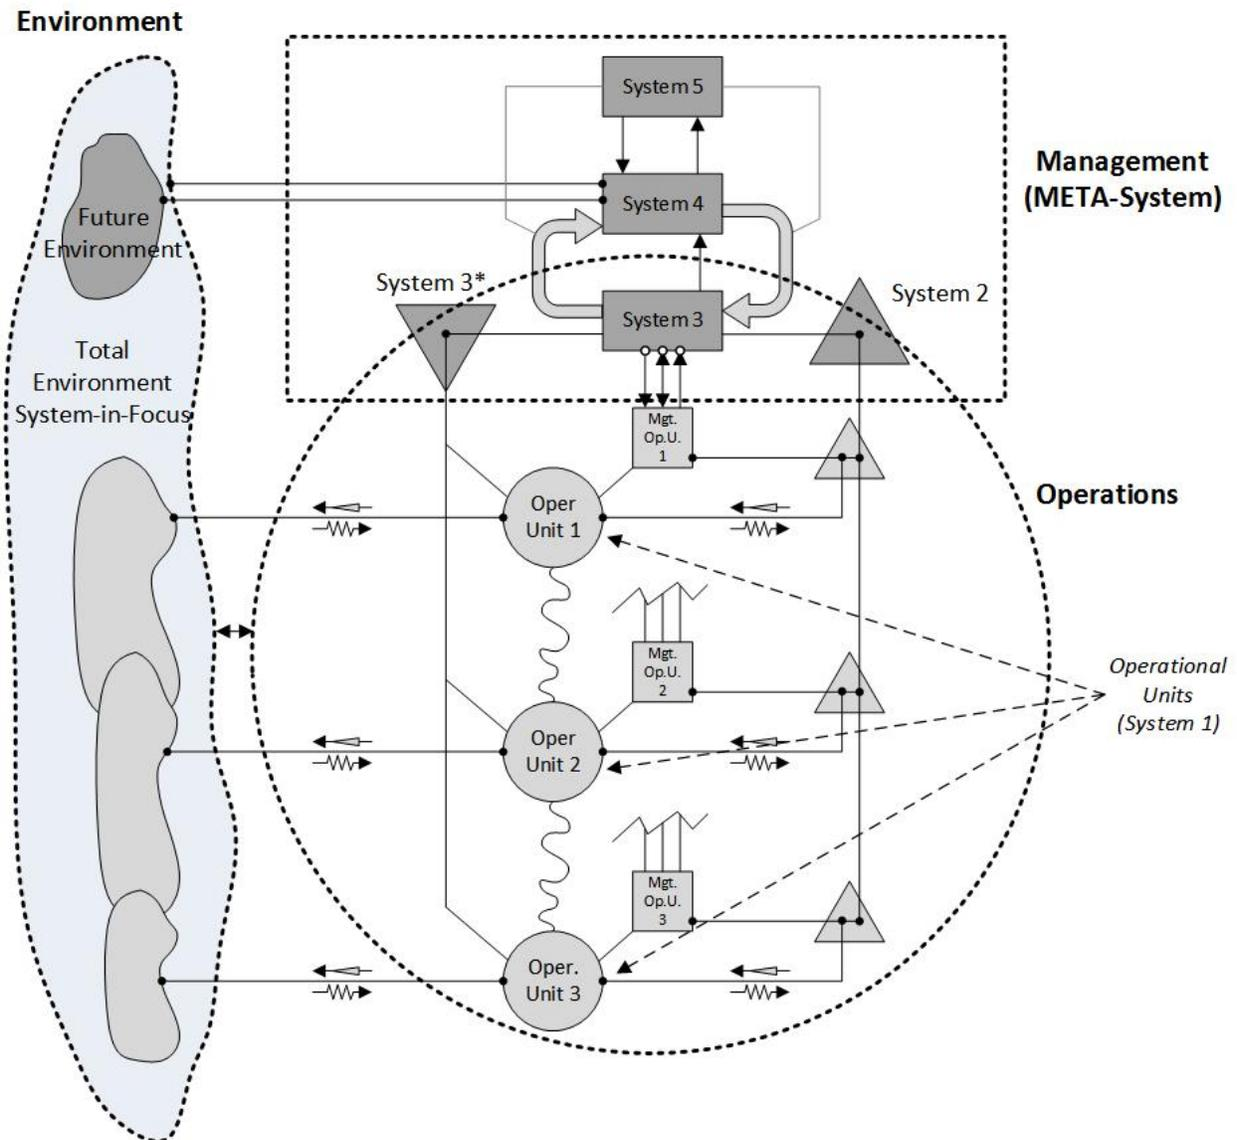 Environment
System 5
Management
(META-System)
System 4
Future
Environment
System 3*
System 2
System 3
Total
Environment
System-in-Focus
Mgt.
Op.U.
1
Operations
Oper
Unit 1
Mgt.
Op.U.
2
Operational
Units
(System 1)
Oper
Unit 2
Mgt.
Op.U.
3
Oper.
Unit 3